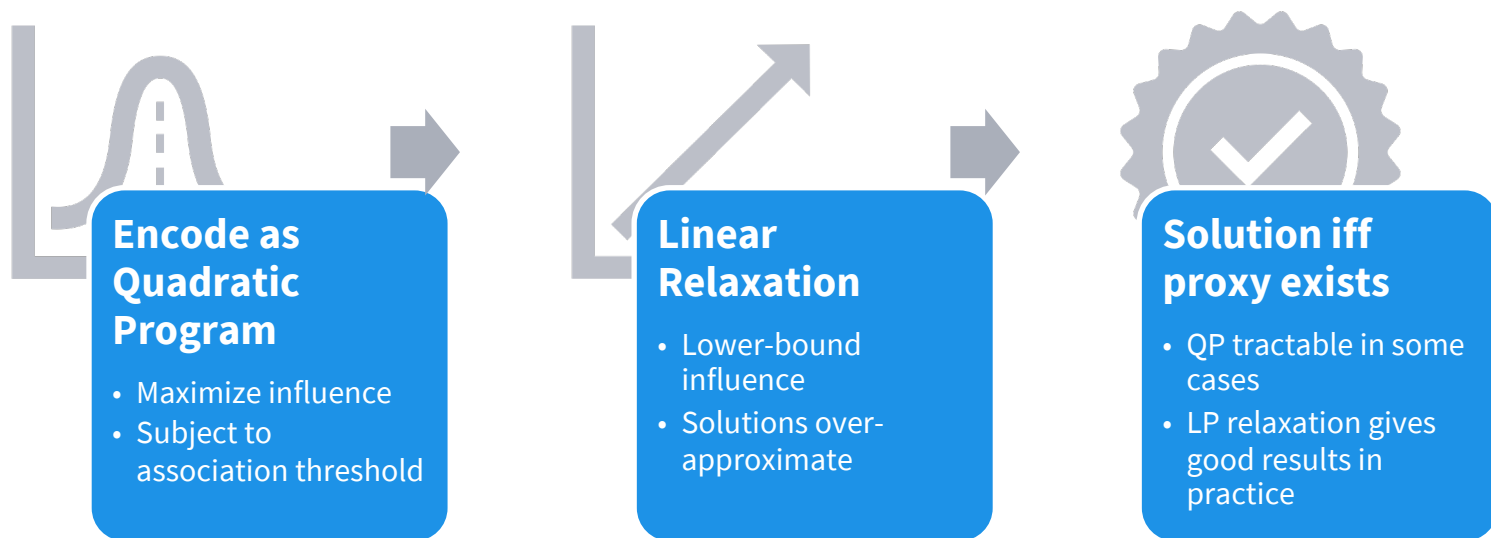 Encode as
Quadratic
Program
• Maximize influence
• Subject to
association threshold
Linear
Relaxation
• Lower-bound
influence
• Solutions over-
approximate
Solution iff
proxy exists
• QP tractable in some
cases
• LP relaxation gives
good results in
practice